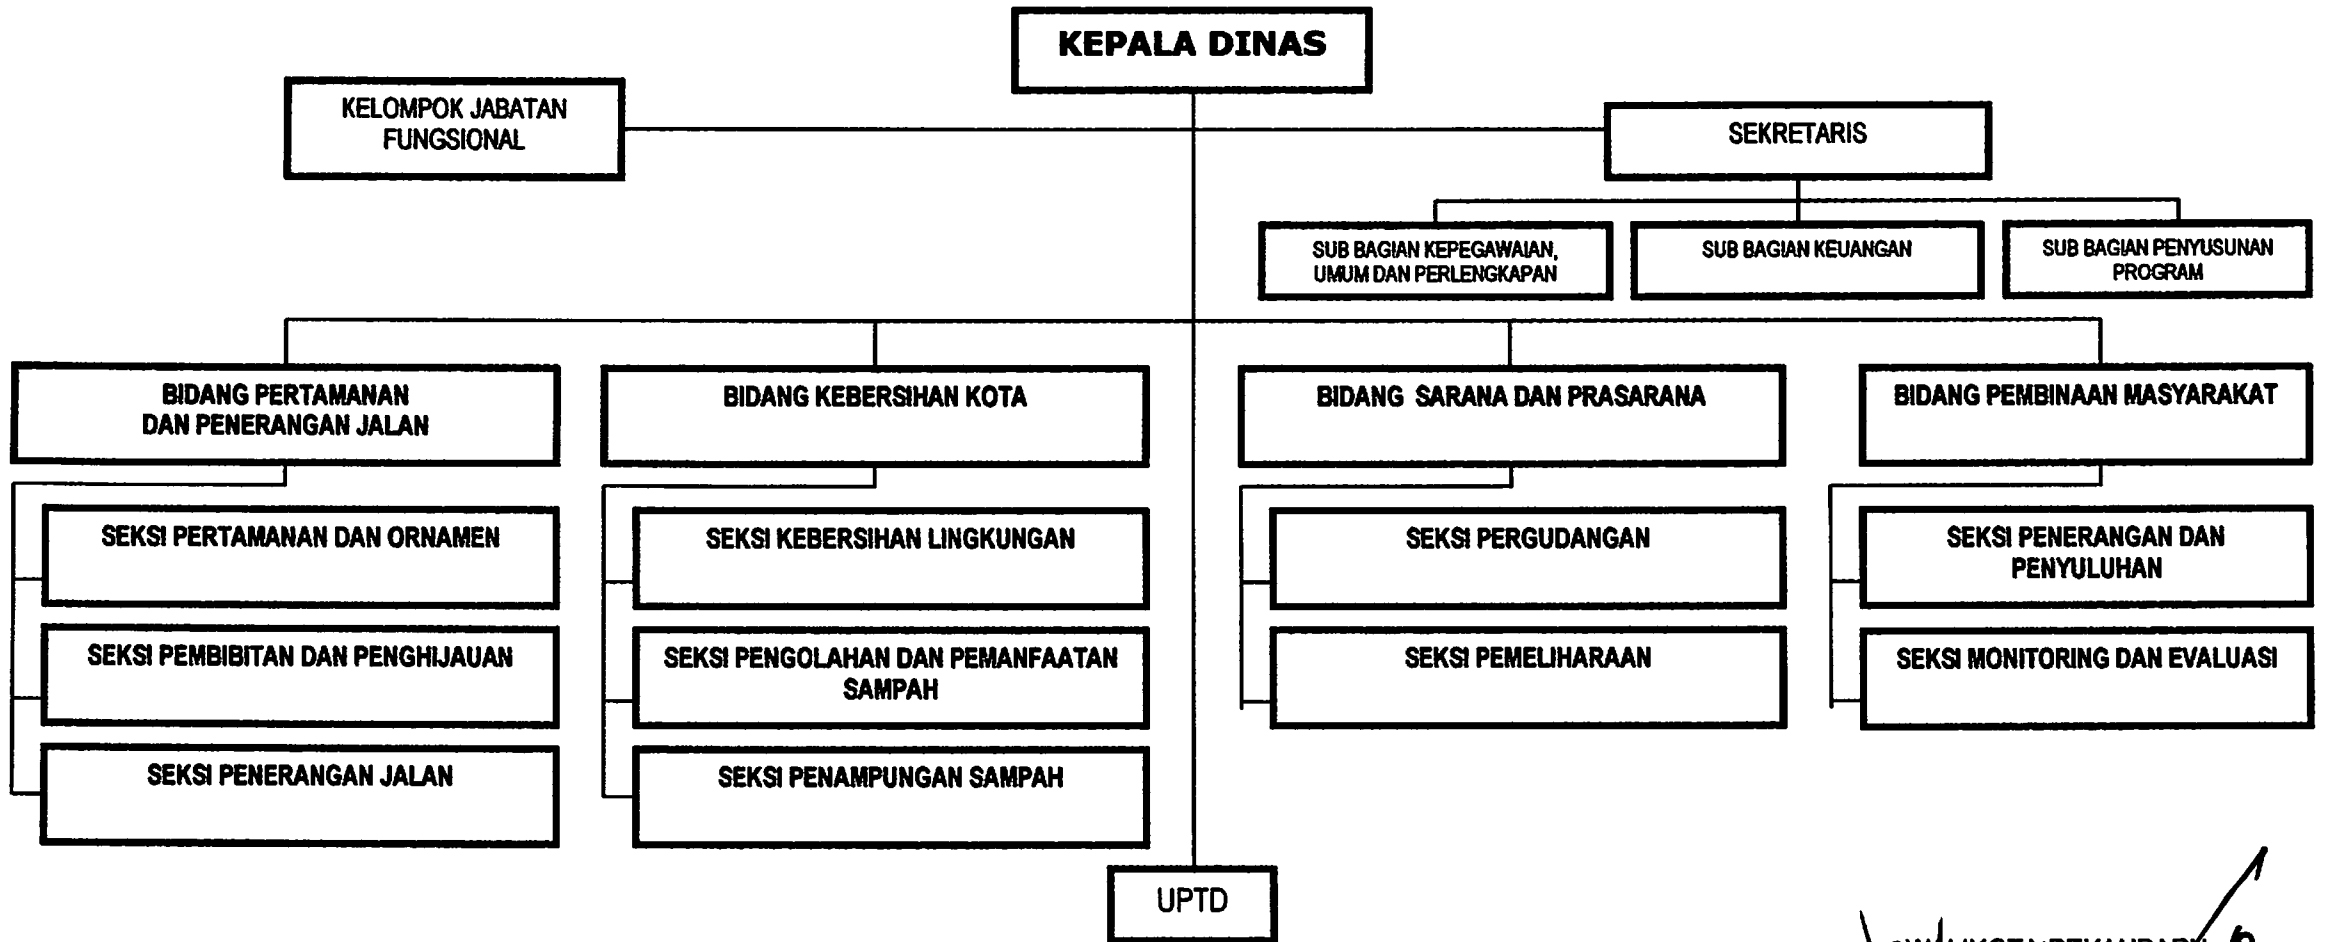 KEPALA DINAS
KELOMPOK JABATAN
FUNGSIONAL
SEKRETARIS
SUB BAGIAN KEPEGAWAIAN,
UMUM DAN PERLENGKAPAN
SUB BAGIAN KEUANGAN
SUB BAGIAN PENYUSUNAN
PROGRAM
BIDANG PERTAMANAN
DAN PENERANGAN JALAN
BIDANG KEBERSIHAN KOTA
BIDANG SARANA DAN PRASARANA
BIDANG PEMBINAAN MASYARAKAT
SEKSI PERTAMANAN DAN ORNAMEN
SEKSI KEBERSIHAN LINGKUNGAN
SEKSI PERGUDANGAN
SEKSI PENERANGAN DAN
PENYULUHAN
SEKSI PEMBIBITAN DAN PENGHIJAUAN
SEKSI PENGOLAHAN DAN PEMANFAATAN
SAMPAH
SEKSI PEMELIHARAAN
SEKSI MONITORING DAN EVALUASI
SEKSI PENERANGAN JALAN
SEKSI PENAMPUNGAN SAMPAH
UPTD